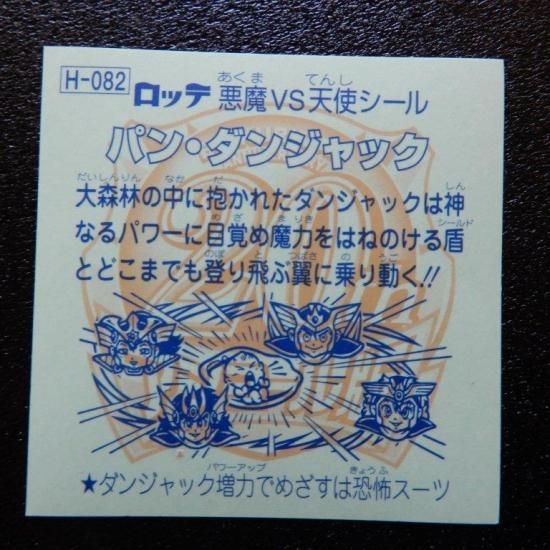 H-082 ロッテ 悪魔VS天使シール
パン・ダンジャック
大森林の中に抱かれたダンジャックは神
なるパワーに目覚め魔力をはねのける盾
とどこまでも登り飛ぶ翼に乗り動く!!
20th
★ダンジャック増力でめざすは恐怖スーツ